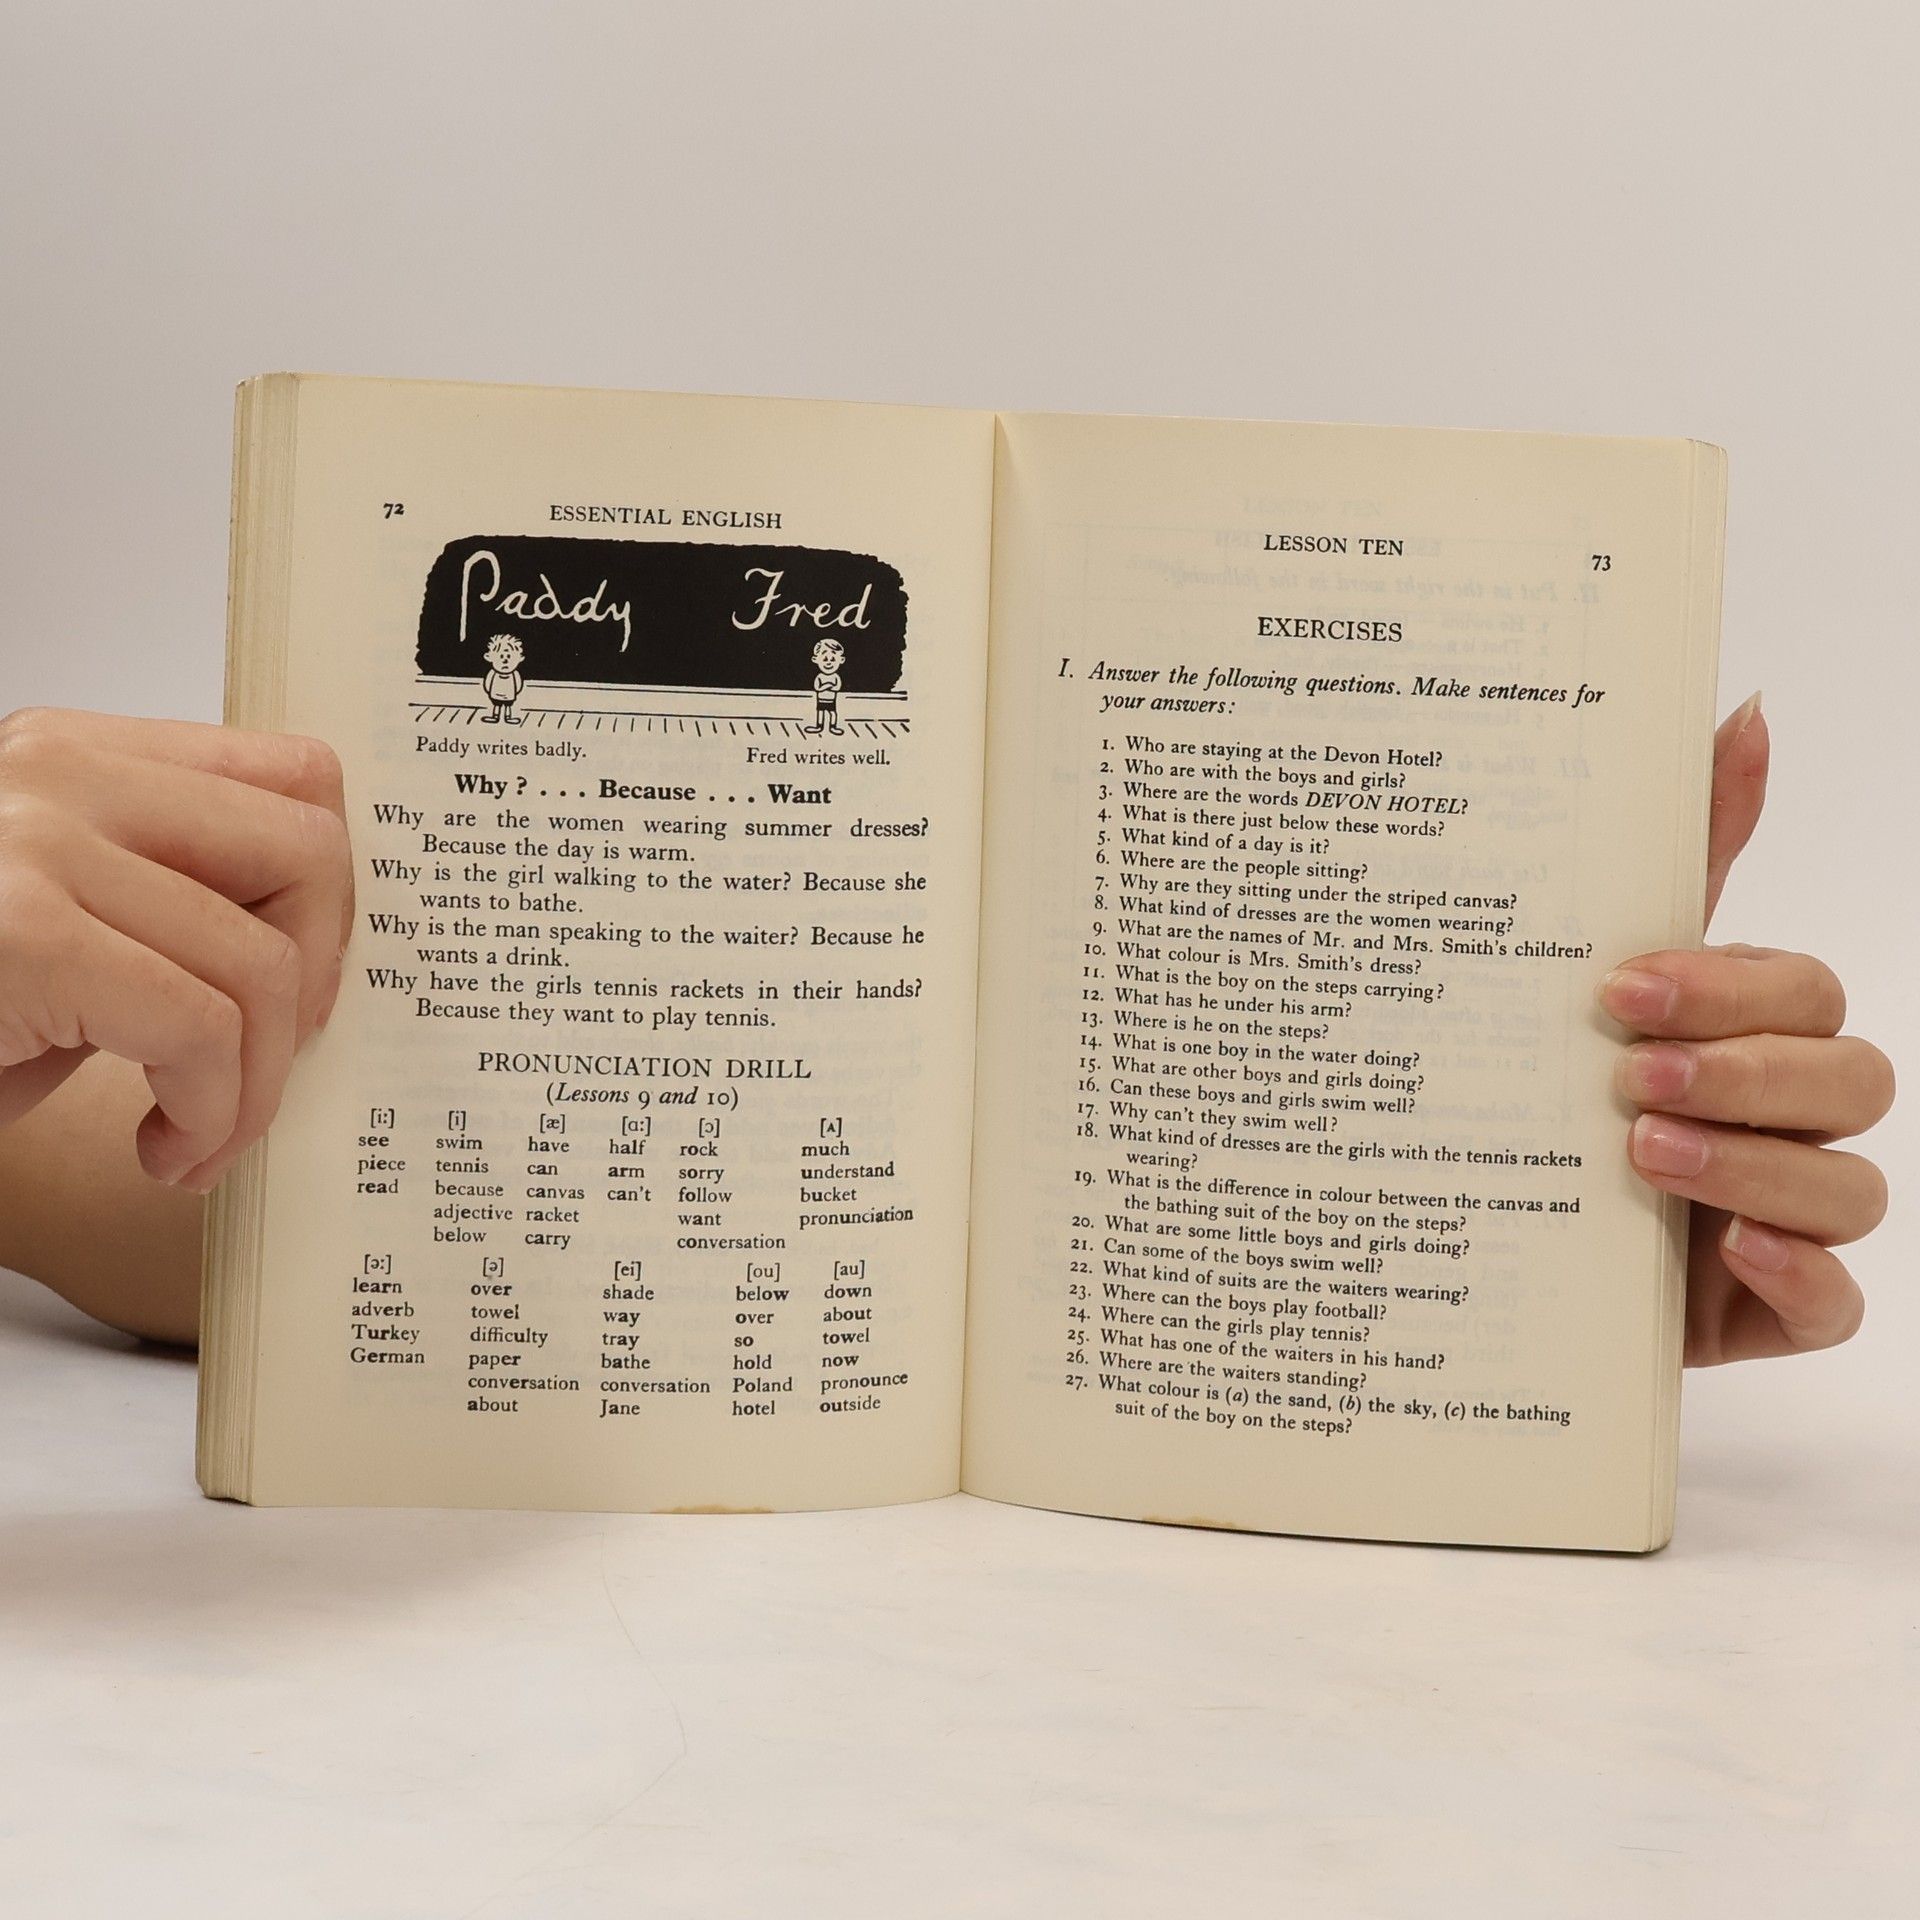 72
ESSENTIAL ENGLISH
Paddy Fred
Paddy writes badly. Fred writes well.
Why ? . . . Because . . . Want
Why are the women wearing summer dresses?
Because the day is warm.
Why is the girl walking to the water? Because she
wants to bathe.
Why is the man speaking to the waiter? Because he
wants a drink.
Why have the girls tennis rackets in their hands?
Because they want to play tennis.
PRONUNCIATION DRILL
(Lessons 9 and 10)
[i:] [i] [æ] [ɑ:] [ɔ] [ʌ]
see swim have half rock much
piece tennis can arm sorry understand
read because canvas can't follow bucket
adjective racket want pronunciation
below carry conversation
[ə:] [ə] [ei] [ou] [au]
learn over shade below down
adverb towel way over about
Turkey difficulty tray so towel
German paper bathe hold now
conversation conversation Poland pronounce
about Jane hotel outside
LESSON TEN
73
EXERCISES
I. Answer the following questions. Make sentences for
your answers:
1. Who are staying at the Devon Hotel?
2. Who are with the boys and girls?
3. Where are the words DEVON HOTEL?
4. What is there just below these words?
5. What kind of a day is it?
6. Where are the people sitting?
7. Why are they sitting under the striped canvas?
8. What kind of dresses are the women wearing?
9. What are the names of Mr. and Mrs. Smith's children?
10. What colour is Mrs. Smith's dress?
11. What is the boy on the steps carrying?
12. What has he under his arm?
13. Where is he on the steps?
14. What is one boy in the water doing?
15. What are other boys and girls doing?
16. Can these boys and girls swim well?
17. Why can't they swim well?
18. What kind of dresses are the girls with the tennis rackets
wearing?
19. What is the difference in colour between the canvas and
the bathing suit of the boy on the steps?
20. What are some little boys and girls doing?
21. Can some of the boys swim well?
22. What kind of suits are the waiters wearing?
23. Where can the boys play football?
24. Where can the girls play tennis?
25. What has one of the waiters in his hand?
26. Where are the waiters standing?
27. What colour is (a) the sand, (b) the sky, (c) the bathing
suit of the boy on the steps?